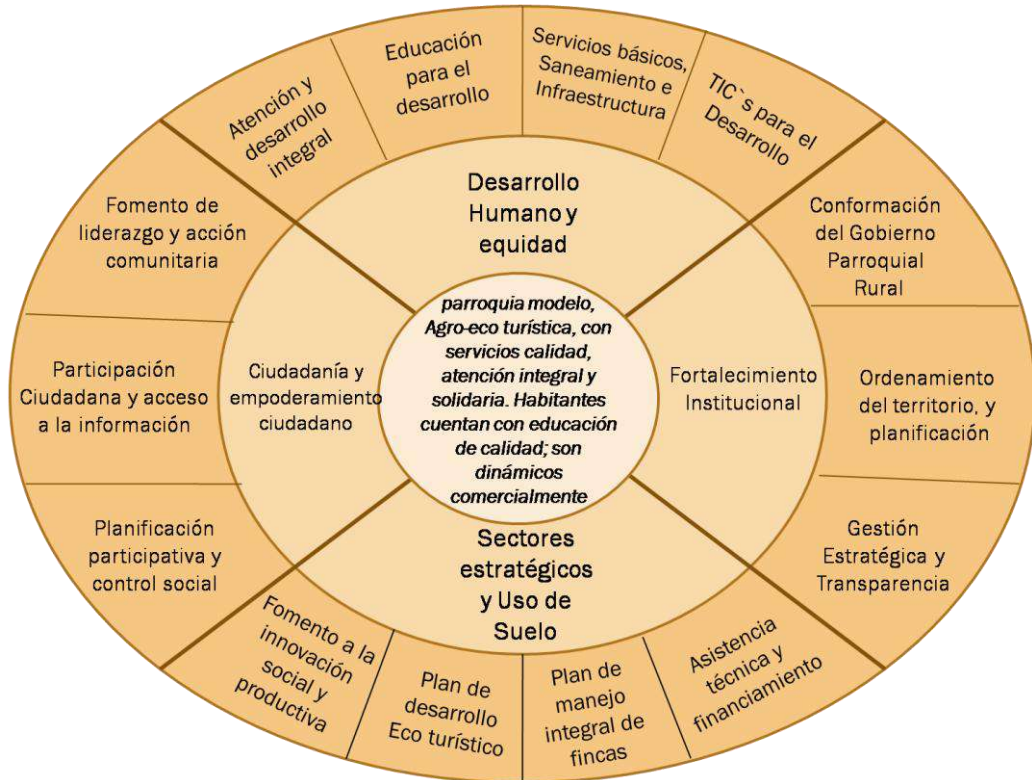 Atención y
desarrollo
integral
Educación
para el
desarrollo
Servicios básicos,
Saneamiento e
Infraestructura
TIC`s para el
Desarrollo
Fomento de
liderazgo y acción
comunitaria
Desarrollo
Humano y
equidad
Conformación
del Gobierno
Parroquial
Rural
Participación
Ciudadana y acceso
a la información
Ciudadanía y
empoderamiento
ciudadano
parroquia modelo,
Agro-eco turística, con
servicios calidad,
atención integral y
solidaria. Habitantes
cuentan con educación
de calidad; son
dinámicos
comercialmente
Fortalecimiento
Institucional
Ordenamiento
del territorio, y
planificación
Planificación
participativa y
control social
Sectores
estratégicos
y Uso de
Suelo
Gestión
Estratégica y
Transparencia
Fomento a la
innovación
social y
productiva
Plan de
desarrollo
Eco turístico
Plan de
manejo
integral de
fincas
Asistencia
técnica y
financiamiento